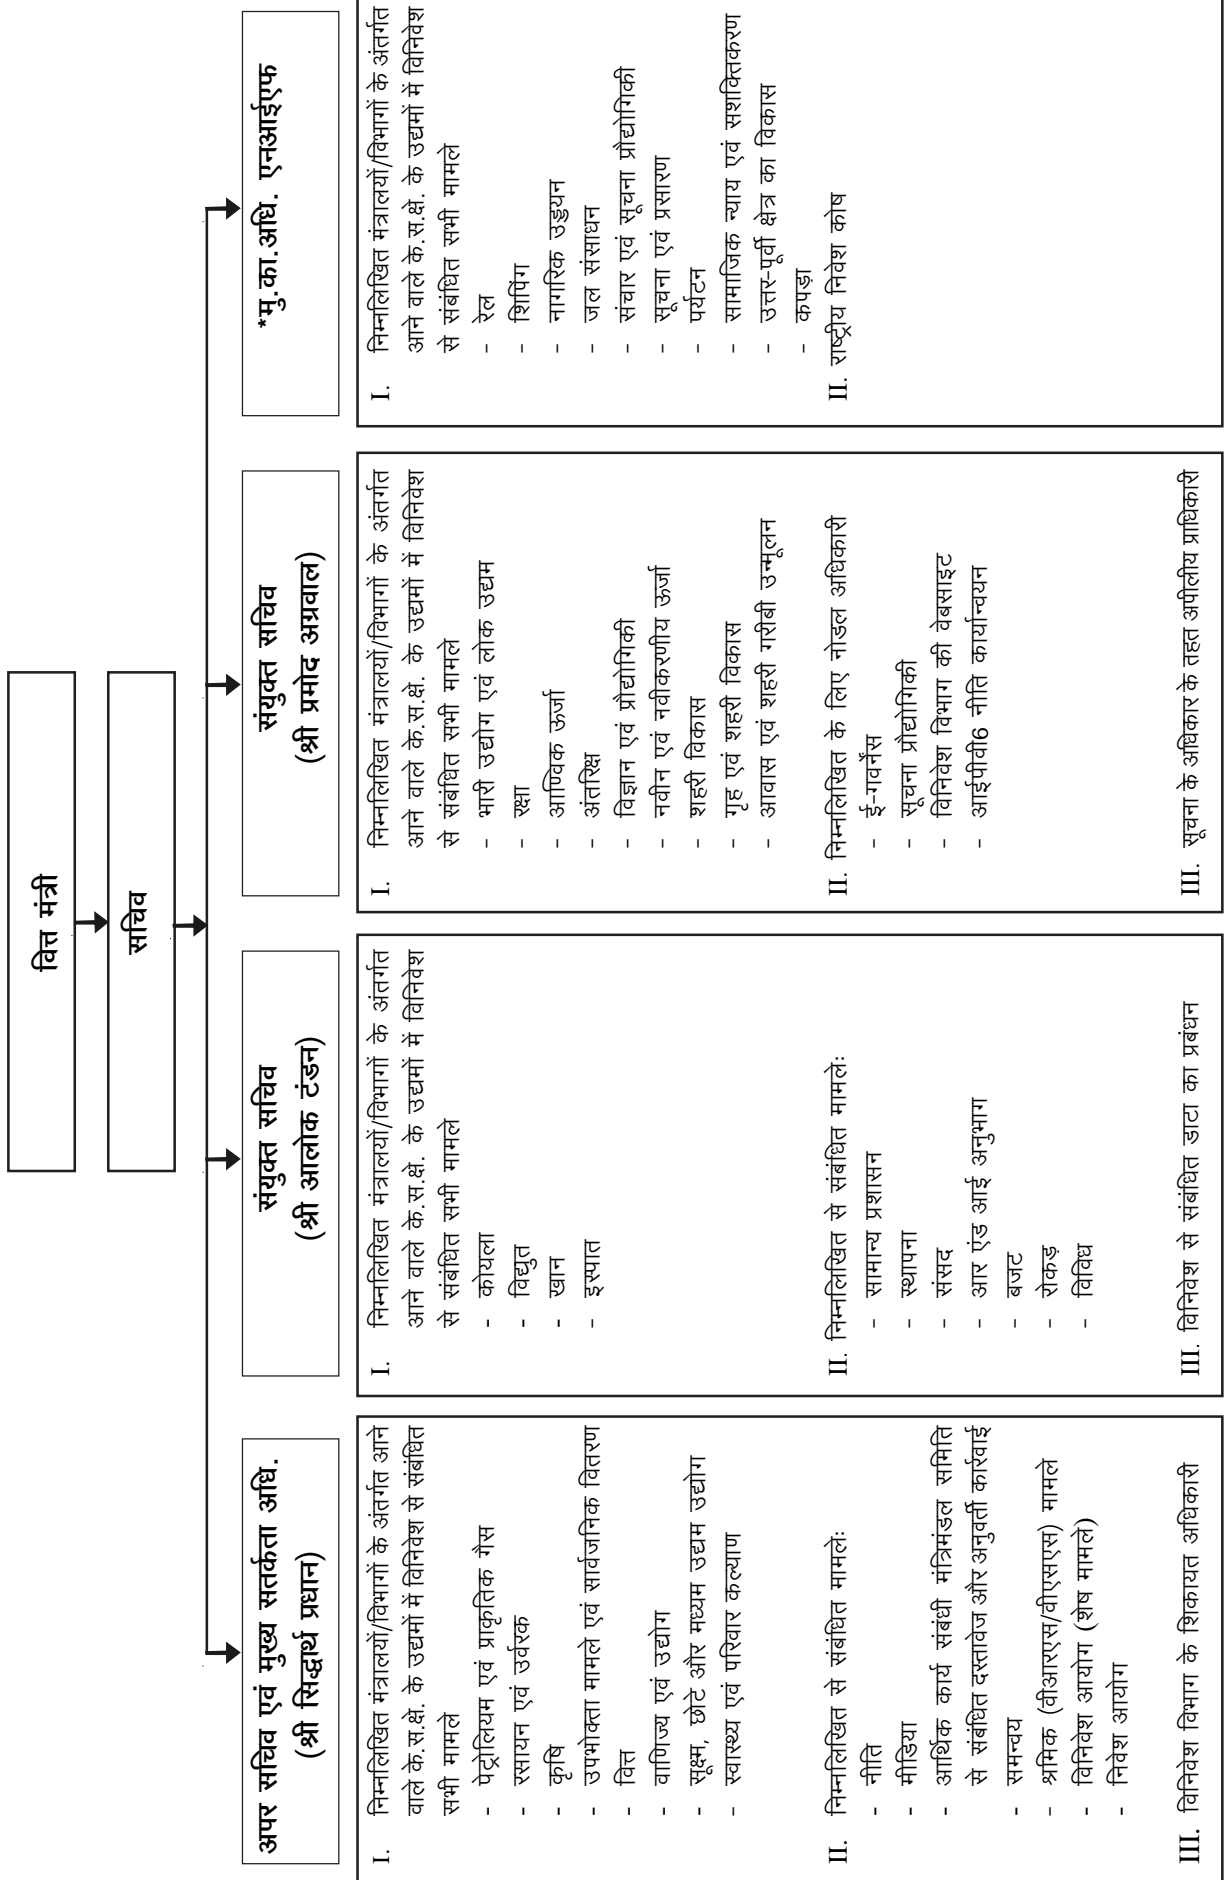 वित्त मंत्री
सचिव
अपर सचिव एवं मुख्य सतर्कता अधि.
(श्री सिद्धार्थ प्रधान)
I. निम्नलिखित मंत्रालयों/विभागों के अंतर्गत आने
वाले के.स.क्षे. के उद्यमों में विनिवेश से संबंधित
सभी मामले
- पेट्रोलियम एवं प्राकृतिक गैस
- रसायन एवं उर्वरक
- कृषि
- उपभोक्ता मामले एवं सार्वजनिक वितरण
- वित्त
- वाणिज्य एवं उद्योग
- सूक्ष्म, छोटे और मध्यम उद्यम उद्योग
- स्वास्थ्य एवं परिवार कल्याण
II. निम्नलिखित से संबंधित मामले:
- नीति
- मीडिया
- आर्थिक कार्य संबंधी मंत्रिमंडल समिति
से संबंधित दस्तावेज और अनुवर्ती कार्रवाई
- समन्वय
- श्रमिक (वीआरएस/वीएसएस) मामले
- विनिवेश आयोग (शेष मामले)
- निवेश आयोग
III. विनिवेश विभाग के शिकायत अधिकारी
संयुक्त सचिव
(श्री आलोक टंडन)
I. निम्नलिखित मंत्रालयों/विभागों के अंतर्गत
आने वाले के.स.क्षे. के उद्यमों में विनिवेश
से संबंधित सभी मामले
- कोयला
- विद्युत
- खान
- इस्पात
II. निम्नलिखित से संबंधित मामले:
- सामान्य प्रशासन
- स्थापना
- संसद
- आर एंड आई अनुभाग
- बजट
- रोकड़
- विविध
III. विनिवेश से संबंधित डाटा का प्रबंधन
संयुक्त सचिव
(श्री प्रमोद अग्रवाल)
I. निम्नलिखित मंत्रालयों/विभागों के अंतर्गत
आने वाले के.स.क्षे. के उद्यमों में विनिवेश
से संबंधित सभी मामले
- भारी उद्योग एवं लोक उद्यम
- रक्षा
- आण्विक ऊर्जा
- अंतरिक्ष
- विज्ञान एवं प्रौद्योगिकी
- नवीन एवं नवीकरणीय ऊर्जा
- शहरी विकास
- गृह एवं शहरी विकास
- आवास एवं शहरी गरीबी उन्मूलन
II. निम्नलिखित के लिए नोडल अधिकारी
- ई-गवर्नेंस
- सूचना प्रौद्योगिकी
- विनिवेश विभाग की वेबसाइट
- आईपीवी6 नीति कार्यान्वयन
III. सूचना के अधिकार के तहत अपीलीय प्राधिकारी
*मु.का.अधि. एनआईएफ
I. निम्नलिखित मंत्रालयों/विभागों के अंतर्गत
आने वाले के.स.क्षे. के उद्यमों में विनिवेश
से संबंधित सभी मामले
- रेल
- शिपिंग
- नागरिक उड्डयन
- जल संसाधन
- संचार एवं सूचना प्रौद्योगिकी
- सूचना एवं प्रसारण
- पर्यटन
- सामाजिक न्याय एवं सशक्तिकरण
- उत्तर-पूर्वी क्षेत्र का विकास
- कपड़ा
II. राष्ट्रीय निवेश कोष